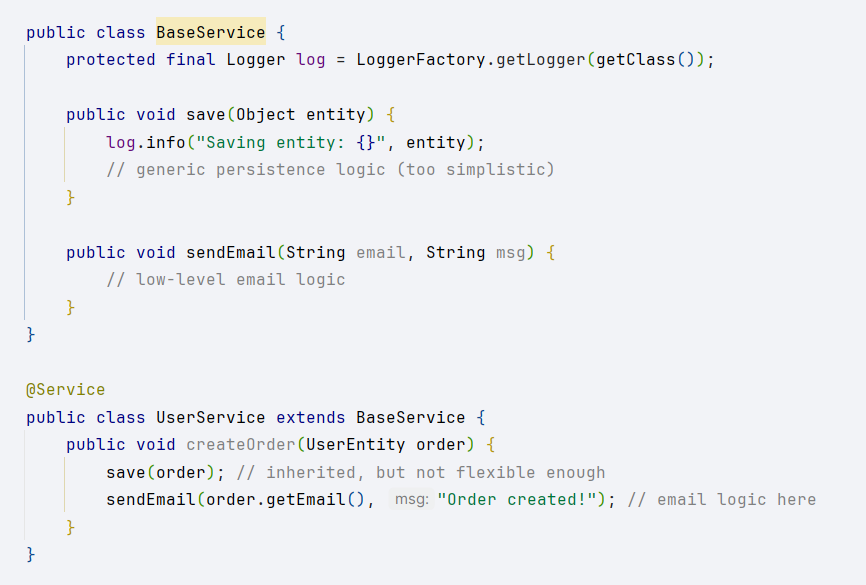 public class BaseService {
    protected final Logger log = LoggerFactory.getLogger(getClass());
    public void save(Object entity) {
        log.info("Saving entity: {}", entity);
        // generic persistence logic (too simplistic)
    }
    public void sendEmail(String email, String msg) {
        // low-level email logic
    }
}
@Service
public class UserService extends BaseService {
    public void createOrder(UserEntity order) {
        save(order); // inherited, but not flexible enough
        sendEmail(order.getEmail(), msg: "Order created!"); // email logic here
    }
}